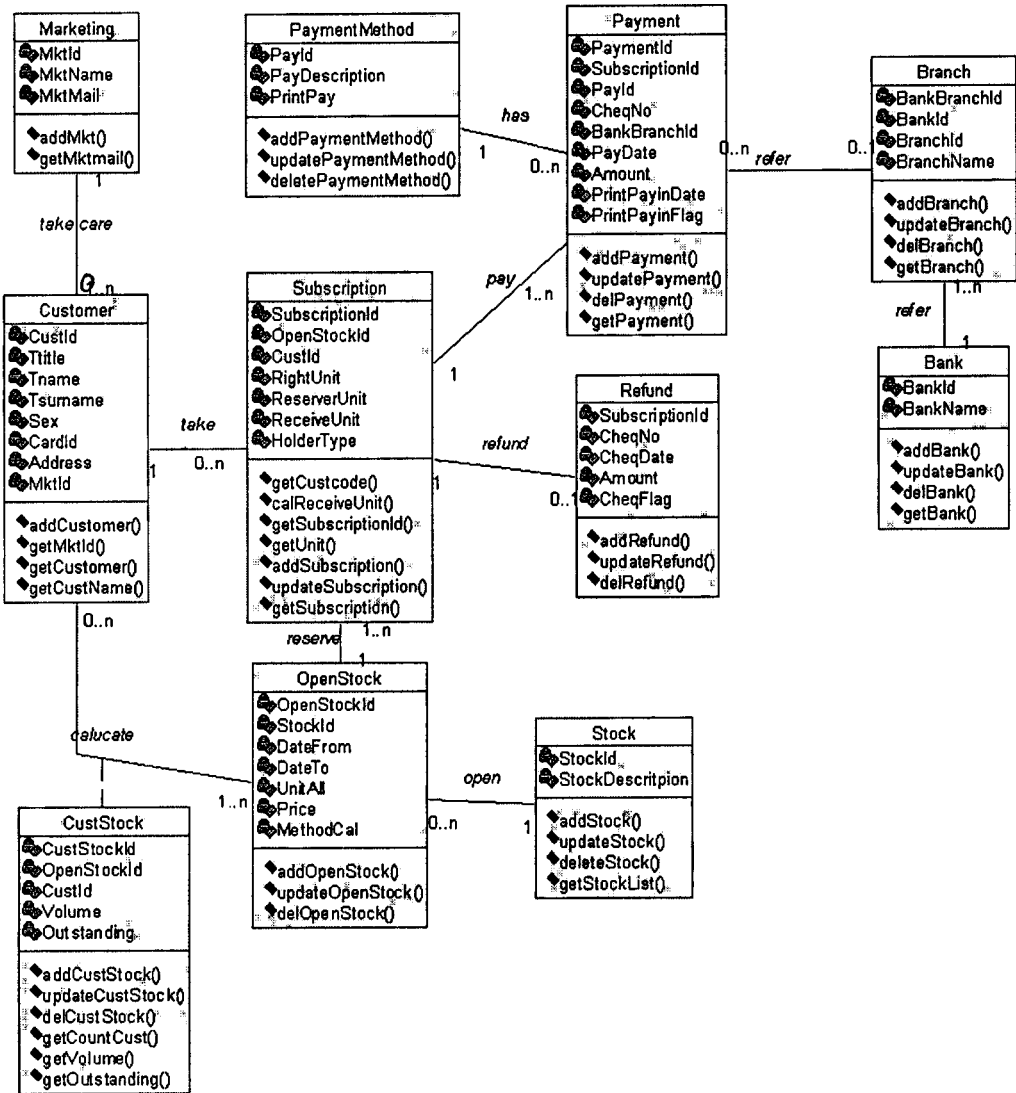 Marketing
MktId
MktName
MktMail
addMkt()
getMktmail()
1
take care
0..n
Customer
CustId
Ttitle
Tname
Tsurname
Sex
CardId
Address
MktId
addCustomer()
getMktId()
getCustomer()
getCustName()
1
take
0..n
0..n
calucate
1..n
CustStock
CustStockId
OpenStockId
CustId
Volume
Outstanding
addCustStock()
updateCustStock()
delCustStock()
getCountCust()
getVolume()
getOutstanding()
PaymentMethod
PayId
PayDescription
PrintPay
addPaymentMethod()
updatePaymentMethod()
deletePaymentMethod()
has
1
0..n
Subscription
SubscriptionId
OpenStockId
CustId
RightUnit
ReserverUnit
ReceiveUnit
HolderType
getCustcode()
calReceiveUnit()
getSubscriptionId()
getUnit()
addSubscription()
updateSubscription()
getSubscription()
pay
1..n
1
refund
1
0..1
reserve
1..n
1
OpenStock
OpenStockId
StockId
DateFrom
DateTo
UnitAll
Price
MethodCal
addOpenStock()
updateOpenStock()
delOpenStock()
open
0..n
1
Payment
PaymentId
SubscriptionId
PayId
CheqNo
BankBranchId
PayDate
Amount
PrintPayinDate
PrintPayinFlag
addPayment()
updatePayment()
delPayment()
getPayment()
0..n
refer
0..1
Refund
SubscriptionId
CheqNo
CheqDate
Amount
CheqFlag
addRefund()
updateRefund()
delRefund()
Stock
StockId
StockDescritpion
addStock()
updateStock()
deleteStock()
getStockList()
Branch
BankBranchId
BankId
BranchId
BranchName
addBranch()
updateBranch()
delBranch()
getBranch()
1..n
refer
1
Bank
BankId
BankName
addBank()
updateBank()
delBank()
getBank()